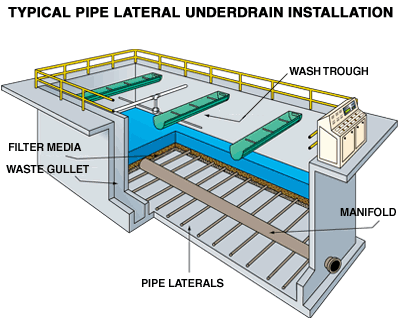 TYPICAL PIPE LATERAL UNDERDRAIN INSTALLATION
WASH TROUGH
FILTER MEDIA
WASTE GULLET
MANIFOLD
PIPE LATERALS